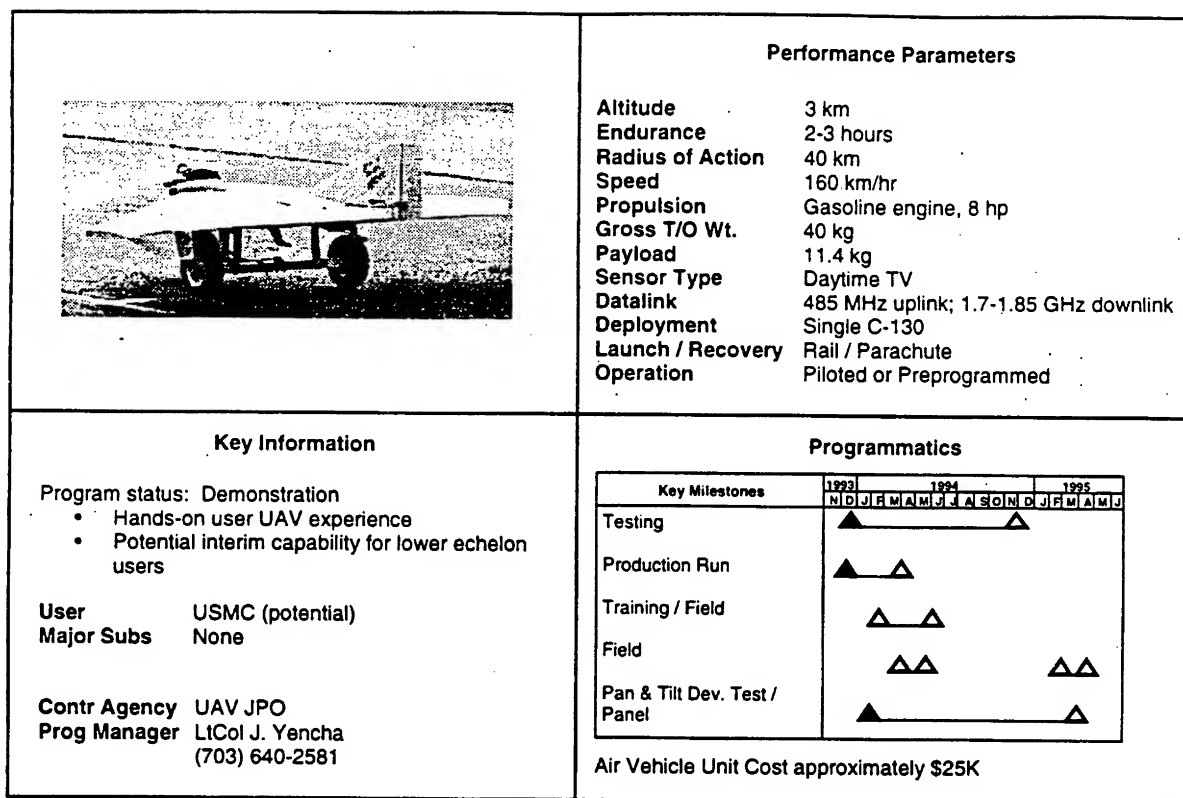 Performance Parameters
Altitude 3 km
Endurance 2-3 hours
Radius of Action 40 km
Speed 160 km/hr
Propulsion Gasoline engine, 8 hp
Gross T/O Wt. 40 kg
Payload 11.4 kg
Sensor Type Daytime TV
Datalink 485 MHz uplink; 1.7-1.85 GHz downlink
Deployment Single C-130
Launch / Recovery Rail / Parachute
Operation Piloted or Preprogrammed
Key Information
Program status: Demonstration
• Hands-on user UAV experience
• Potential interim capability for lower echelon
users
User USMC (potential)
Major Subs None
Contr Agency UAV JPO
Prog Manager LtCol J. Yencha
(703) 640-2581
Programmatics
Key Milestones 1993 1994 1995
N D J F M A M J J A S O N D J F M A M J
Testing
Production Run
Training / Field
Field
Pan & Tilt Dev. Test /
Panel
Air Vehicle Unit Cost approximately $25K